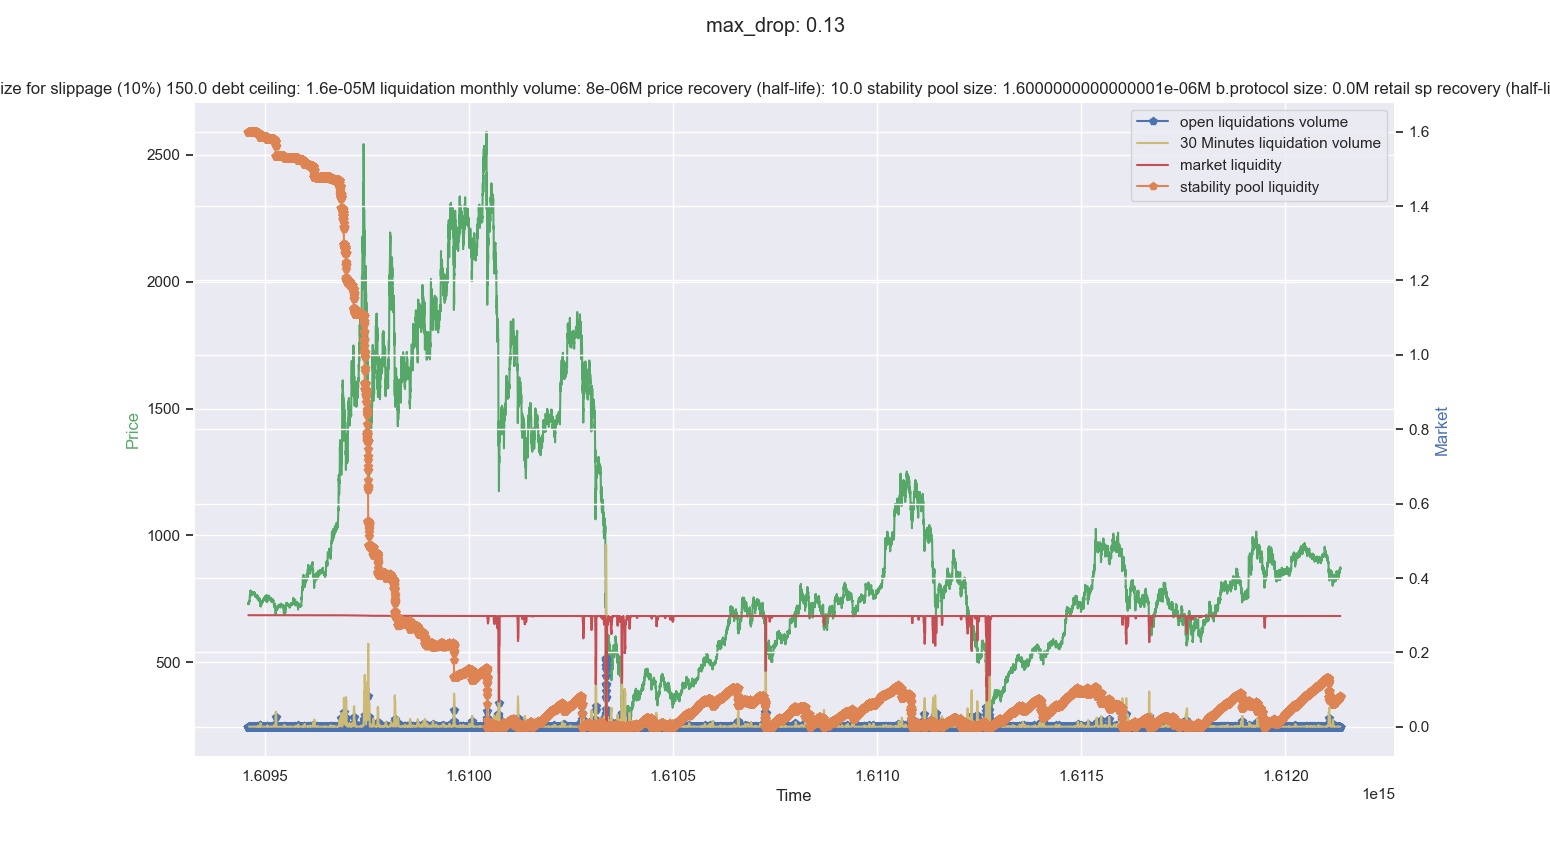 max_drop: 0.13
ize for slippage (10%) 150.0 debt ceiling: 1.6e-05M liquidation monthly volume: 8e-06M price recovery (half-life): 10.0 stability pool size: 1.6000000000000001e-06M b.protocol size: 0.0M retail sp recovery (half-li
open liquidations volume
30 Minutes liquidation volume
market liquidity
stability pool liquidity
2500
2000
1500
1000
500
Price
1.6
1.4
1.2
1.0
0.8
0.6
0.4
0.2
0.0
Market
1.6095
1.6100
1.6105
1.6110
1.6115
1.6120
Time
1e15